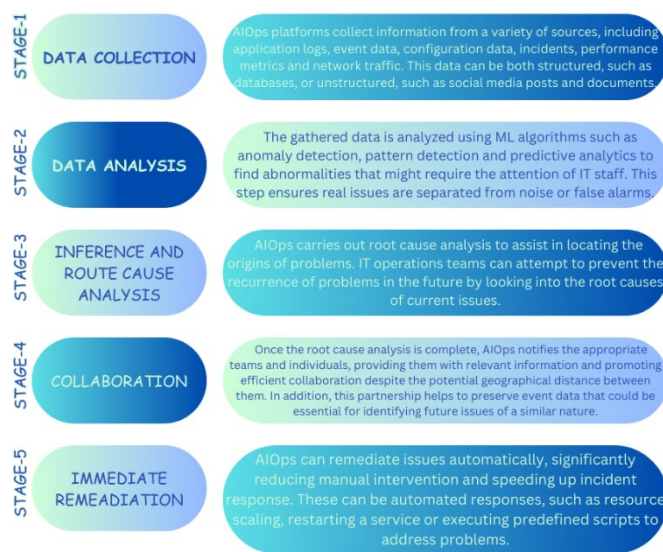 STAGE-1
DATA COLLECTION
AIOps platforms collect information from a variety of sources, including
application logs, event data, configuration data, incidents, performance
metrics and network traffic. This data can be both structured, such as
databases, or unstructured, such as social media posts and documents.
STAGE-2
DATA ANALYSIS
The gathered data is analyzed using ML algorithms such as
anomaly detection, pattern detection and predictive analytics to
find abnormalities that might require the attention of IT staff. This
step ensures real issues are separated from noise or false alarms.
STAGE-3
INFERENCE AND
ROUTE CAUSE
ANALYSIS
AIOps carries out root cause analysis to assist in locating the
origins of problems. IT operations teams can attempt to prevent the
recurrence of problems in the future by looking into the root causes
of current issues.
STAGE-4
COLLABORATION
Once the root cause analysis is complete, AIOps notifies the appropriate
teams and individuals, providing them with relevant information and promoting
efficient collaboration despite the potential geographical distance between
them. In addition, this partnership helps to preserve event data that could be
essential for identifying future issues of a similar nature.
STAGE-5
IMMEDIATE
REMEADIATION
AIOps can remediate issues automatically, significantly
reducing manual intervention and speeding up incident
response. These can be automated responses, such as resource
scaling, restarting a service or executing predefined scripts to
address problems.